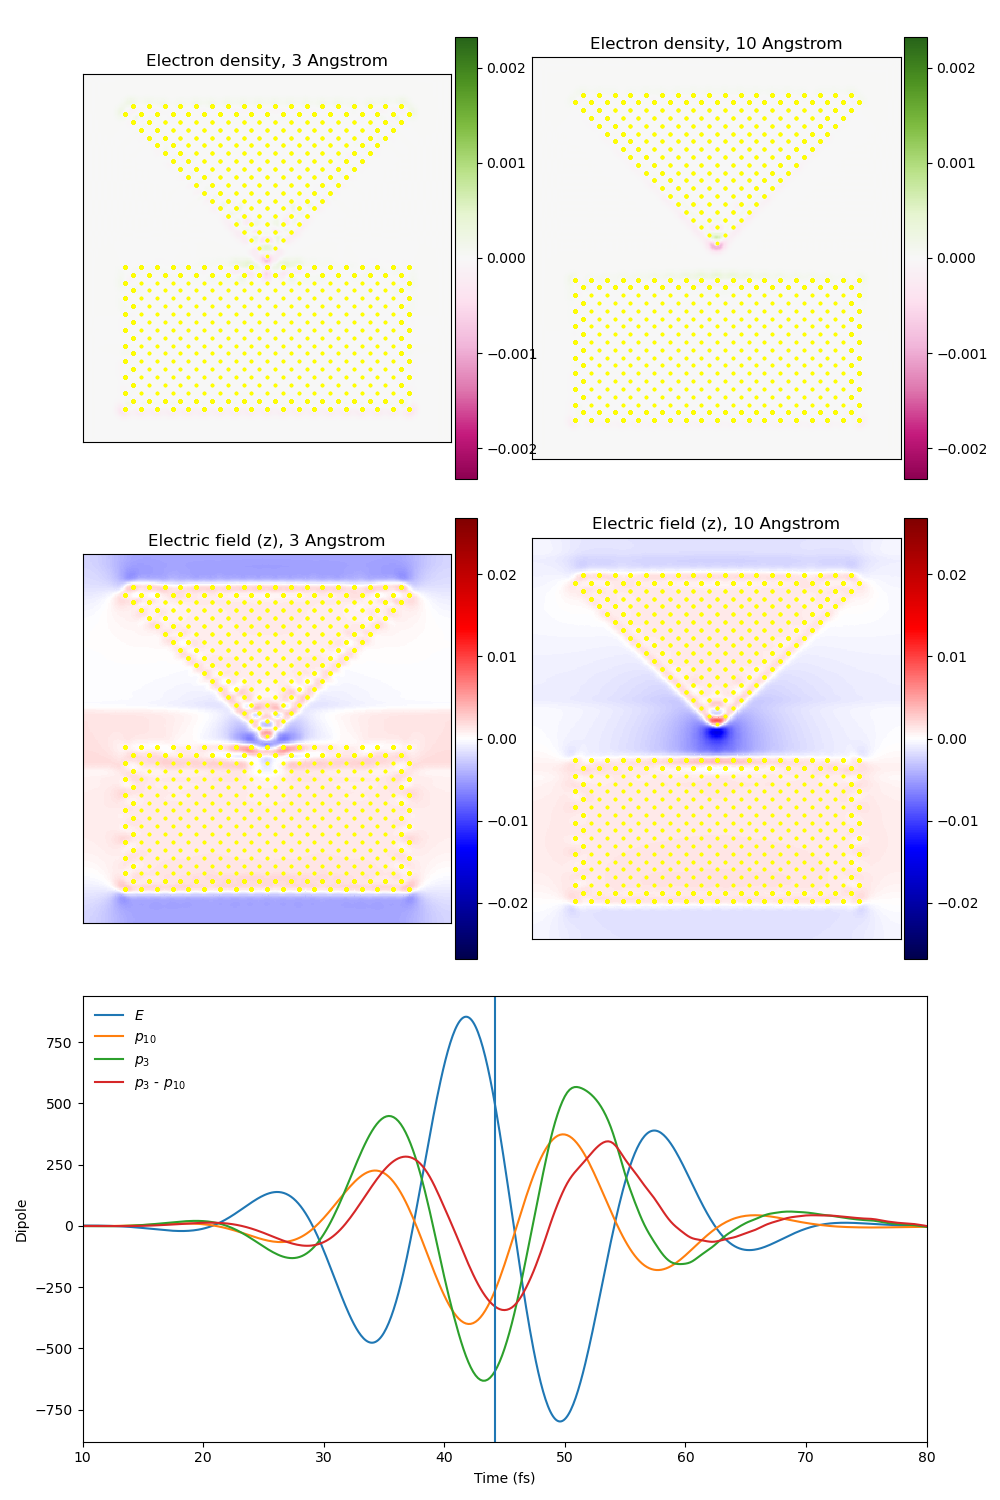 Electron density, 3 Angstrom
0.002
0.001
0.000
−0.001
−0.002
Electron density, 10 Angstrom
0.002
0.001
0.000
−0.001
−0.002
Electric field (z), 3 Angstrom
0.02
0.01
0.00
−0.01
−0.02
Electric field (z), 10 Angstrom
0.02
0.01
0.00
−0.01
−0.02
E
p₁₀
p₃
p₃ - p₁₀
750
500
250
0
−250
−500
−750
Dipole
10 20 30 40 50 60 70 80
Time (fs)